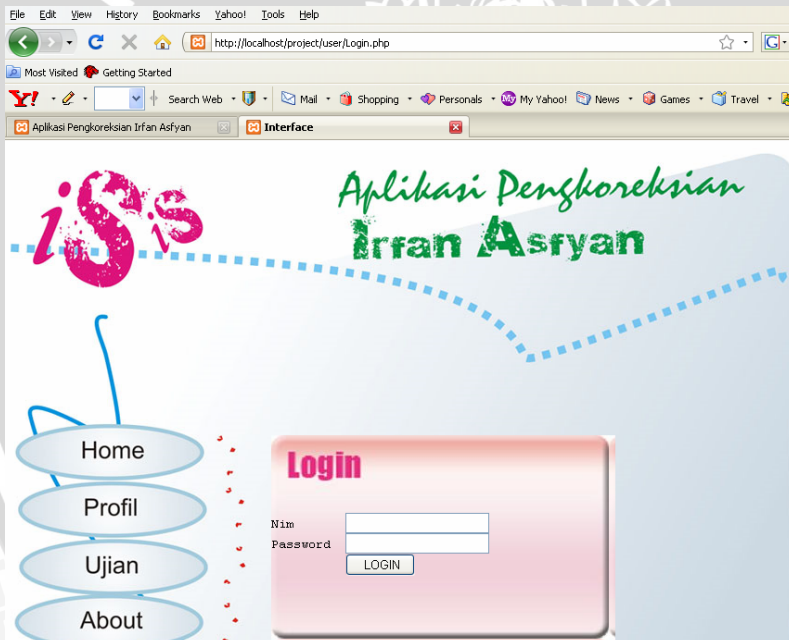 File Edit View History Bookmarks Yahoo! Tools Help
http://localhost/project/user/Login.php
G
Most Visited Getting Started
Y! Search Web Mail Shopping Personals My Yahoo! News Games Travel
Aplikasi Pengkoreksian Irfan Asfyan Interface
iSis
Aplikasi Pengkoreksian
Irfan Asfyan
Home
Profil
Ujian
About
Login
Nim
Password
LOGIN